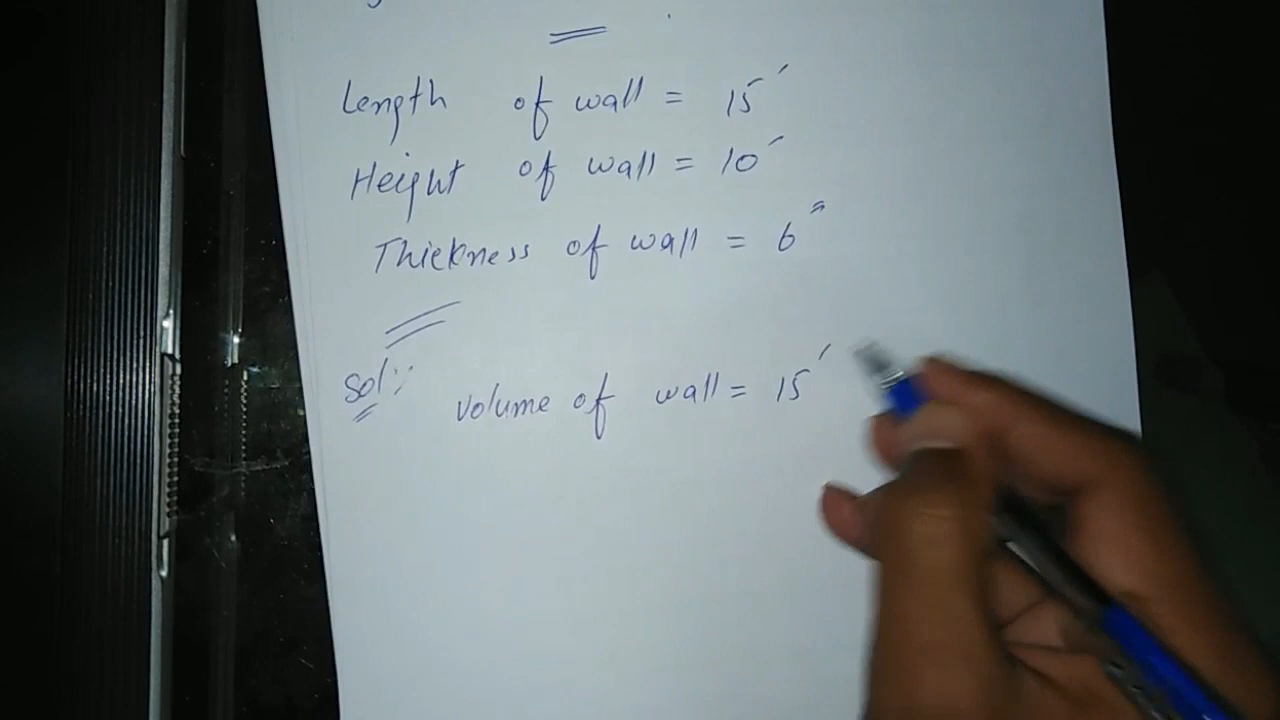 Length of wall = 15′
Height of wall = 10′
Thickness of wall = 6″
Sol:
Volume of wall = 15′